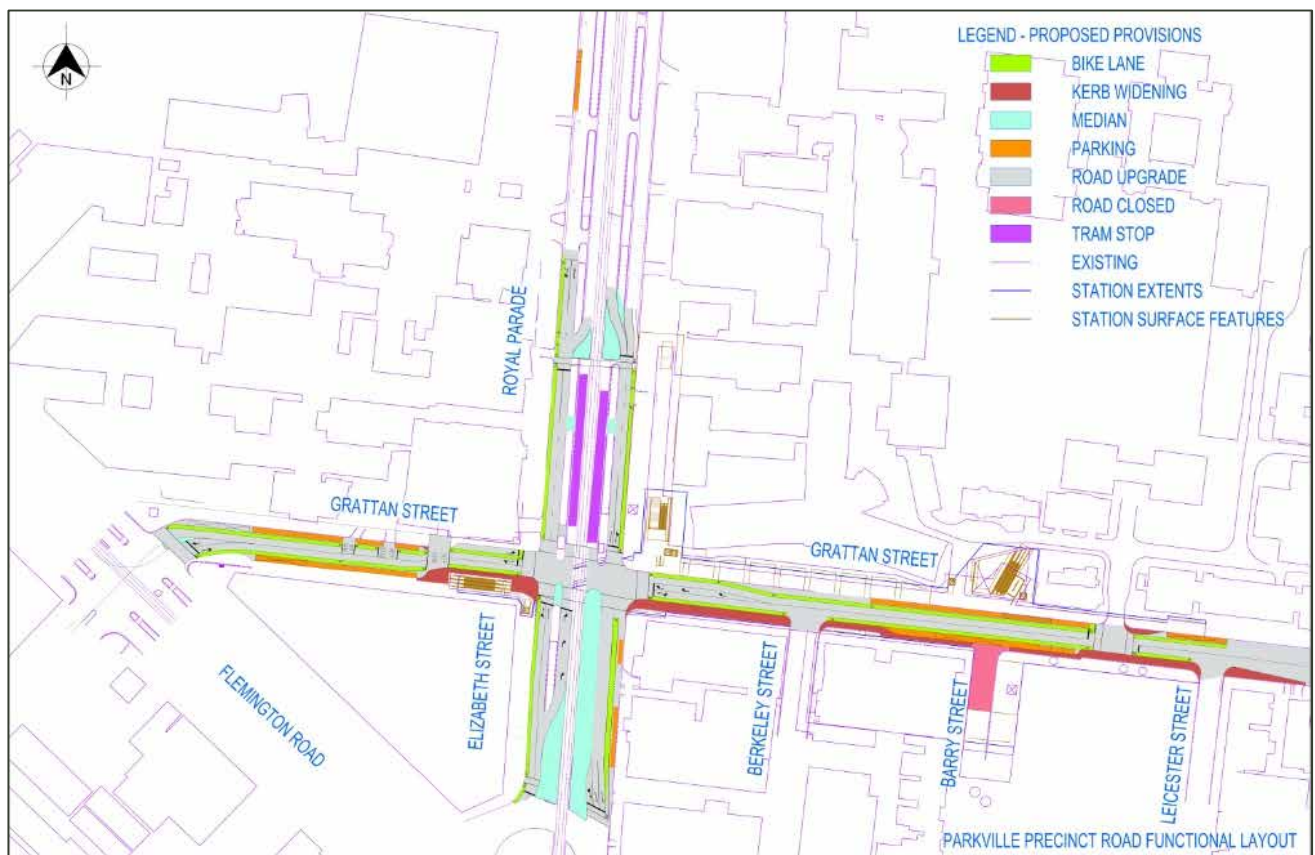 N
LEGEND - PROPOSED PROVISIONS
BIKE LANE
KERB WIDENING
MEDIAN
PARKING
ROAD UPGRADE
ROAD CLOSED
TRAM STOP
EXISTING
STATION EXTENTS
STATION SURFACE FEATURES
ROYAL PARADE
GRATTAN STREET
GRATTAN STREET
FLEMINGTON ROAD
ELIZABETH STREET
BERKELEY STREET
BARRY STREET
LEICESTER STREET
PARKVILLE PRECINCT ROAD FUNCTIONAL LAYOUT